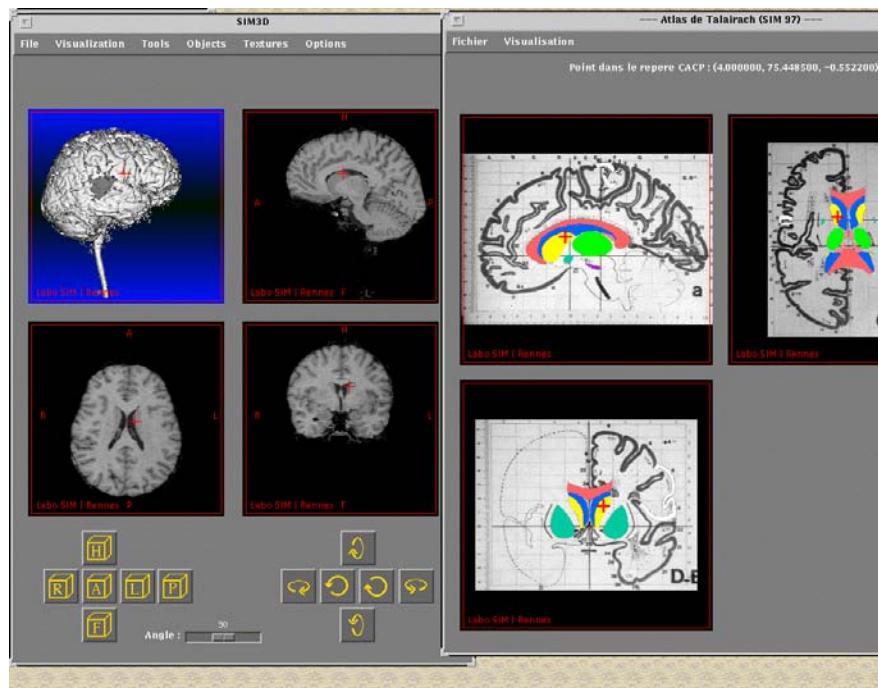 SIM3D
File Visualization Tools Objects Textures Options
Labo SIM | Rennes F
H
A
P
Labo SIM | Rennes F
A
R
L
Labo SIM | Rennes
H
R
L
Labo SIM | Rennes F
H
R A L P
F
Angle :
—— Atlas de Talairach (SIM 97) ——
Fichier Visualisation
Point dans le repere CACP : (4.000000, 75.448500, -0.552200)
a
Labo SIM | Rennes
Labo SIM | Rennes
D-E
Labo SIM | Rennes